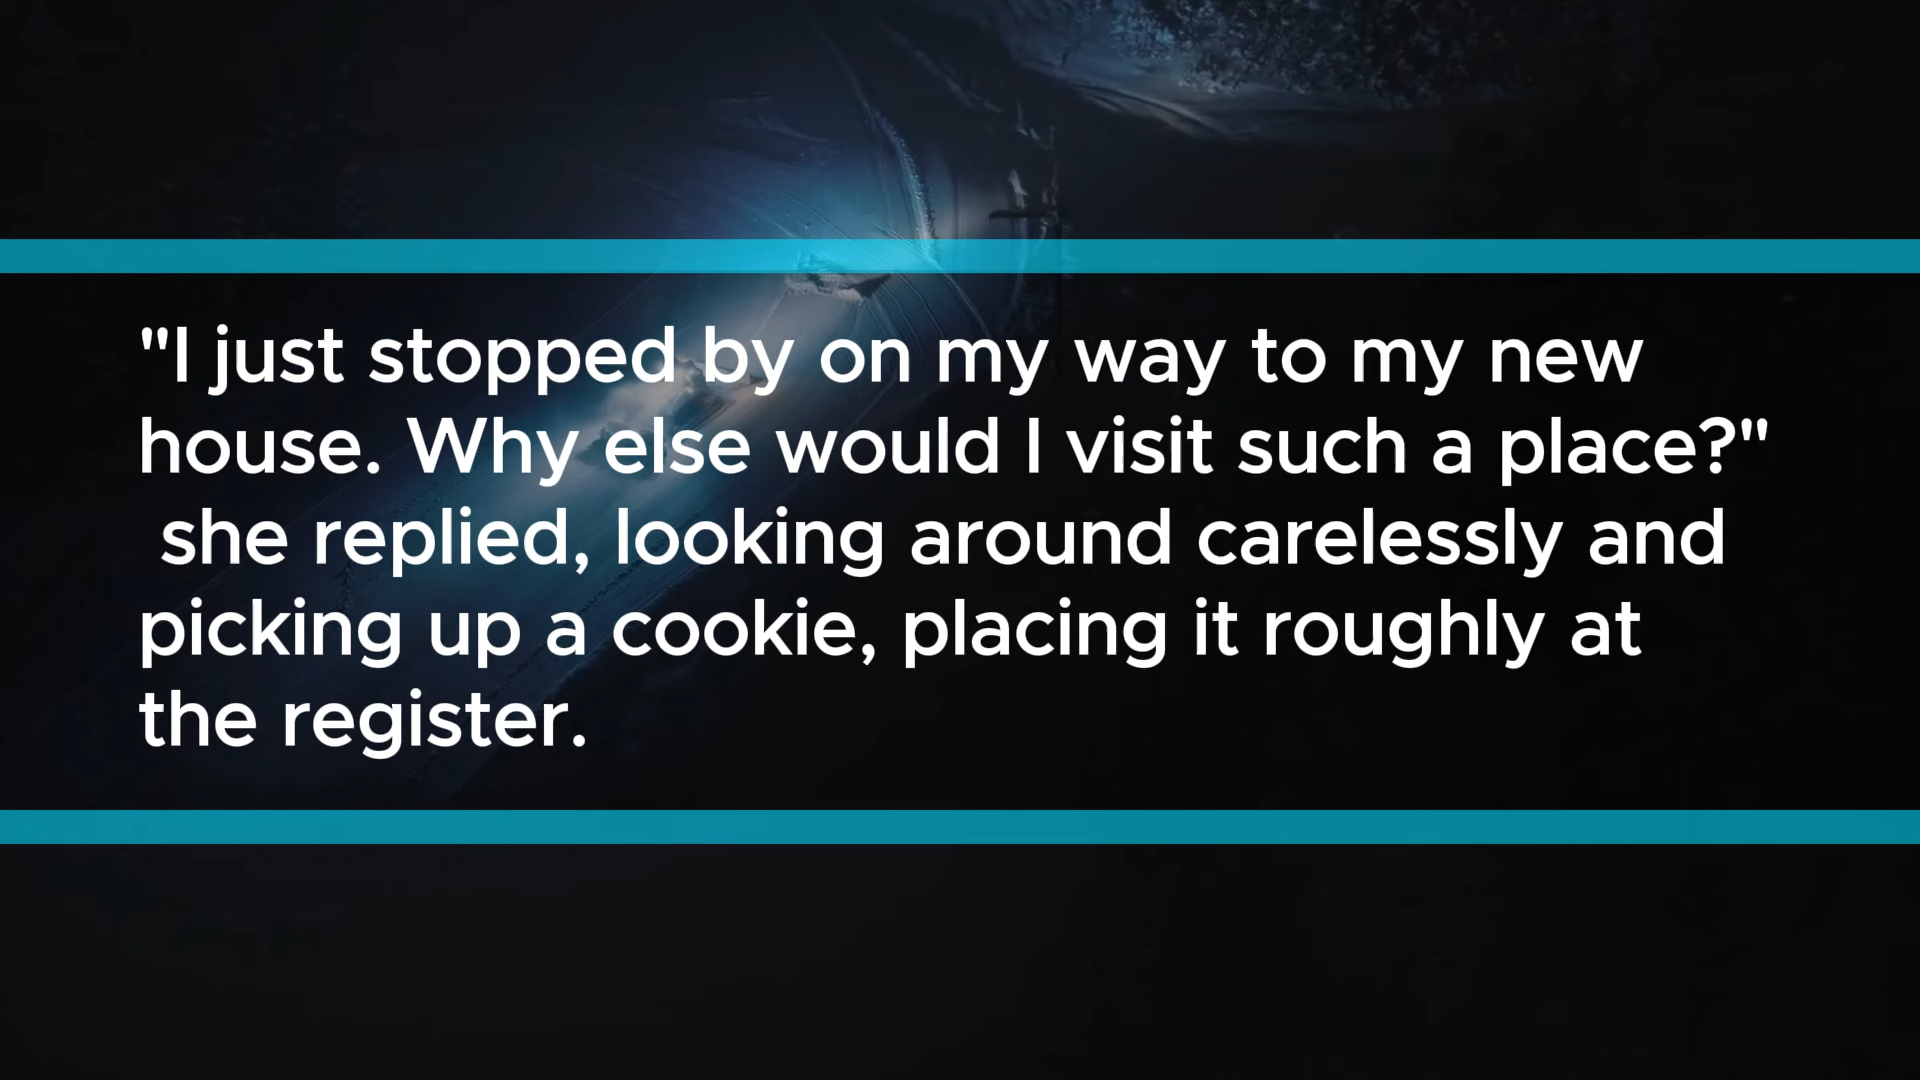 "I just stopped by on my way to my new
house. Why else would I visit such a place?"
she replied, looking around carelessly and
picking up a cookie, placing it roughly at
the register.